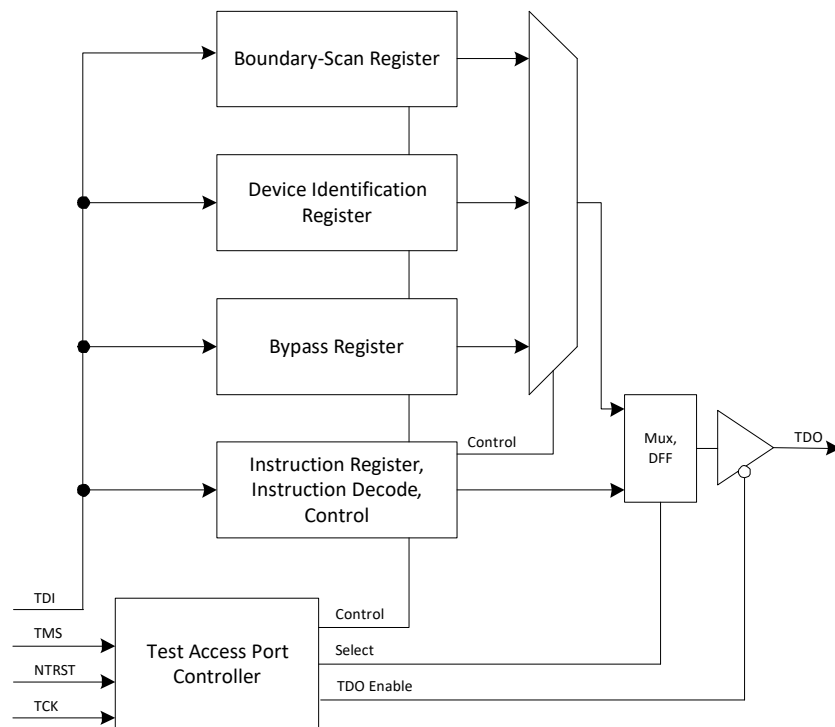 Boundary-Scan Register
Device Identification
Register
Bypass Register
Control
Instruction Register,
Instruction Decode,
Control
Mux,
DFF
TDO
TDI
TMS
NTRST
TCK
Test Access Port
Controller
Control
Select
TDO Enable